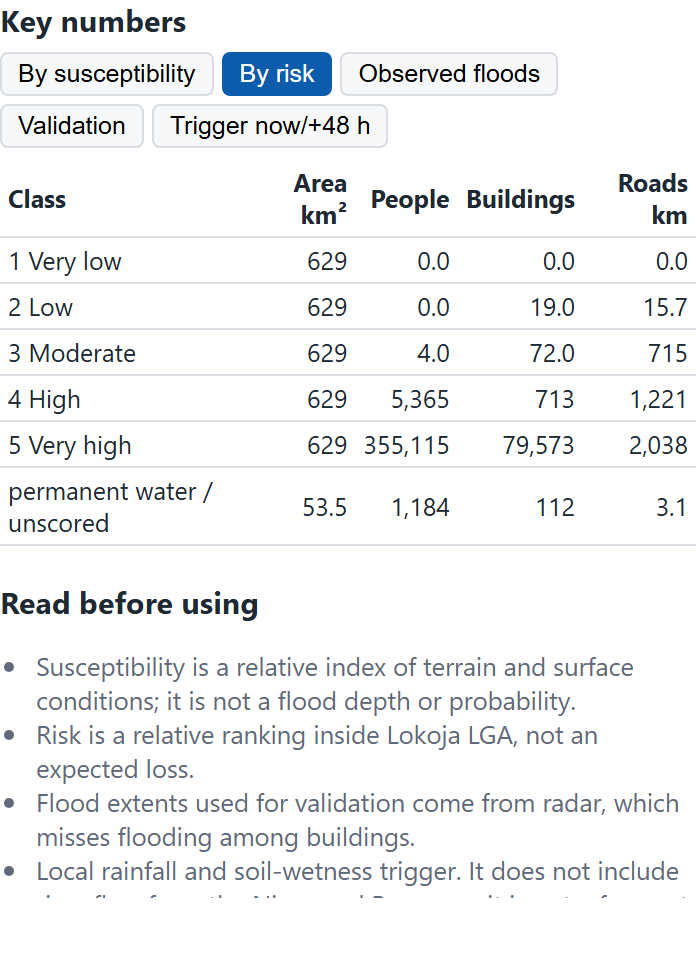 Key numbers
By susceptibility By risk Observed floods
Validation Trigger now/+48 h
Class Area km² People Buildings Roads km
1 Very low 629 0.0 0.0 0.0
2 Low 629 0.0 19.0 15.7
3 Moderate 629 4.0 72.0 715
4 High 629 5,365 713 1,221
5 Very high 629 355,115 79,573 2,038
permanent water / unscored 53.5 1,184 112 3.1
Read before using
• Susceptibility is a relative index of terrain and surface
conditions; it is not a flood depth or probability.
• Risk is a relative ranking inside Lokoja LGA, not an
expected loss.
• Flood extents used for validation come from radar, which
misses flooding among buildings.
• Local rainfall and soil-wetness trigger. It does not include